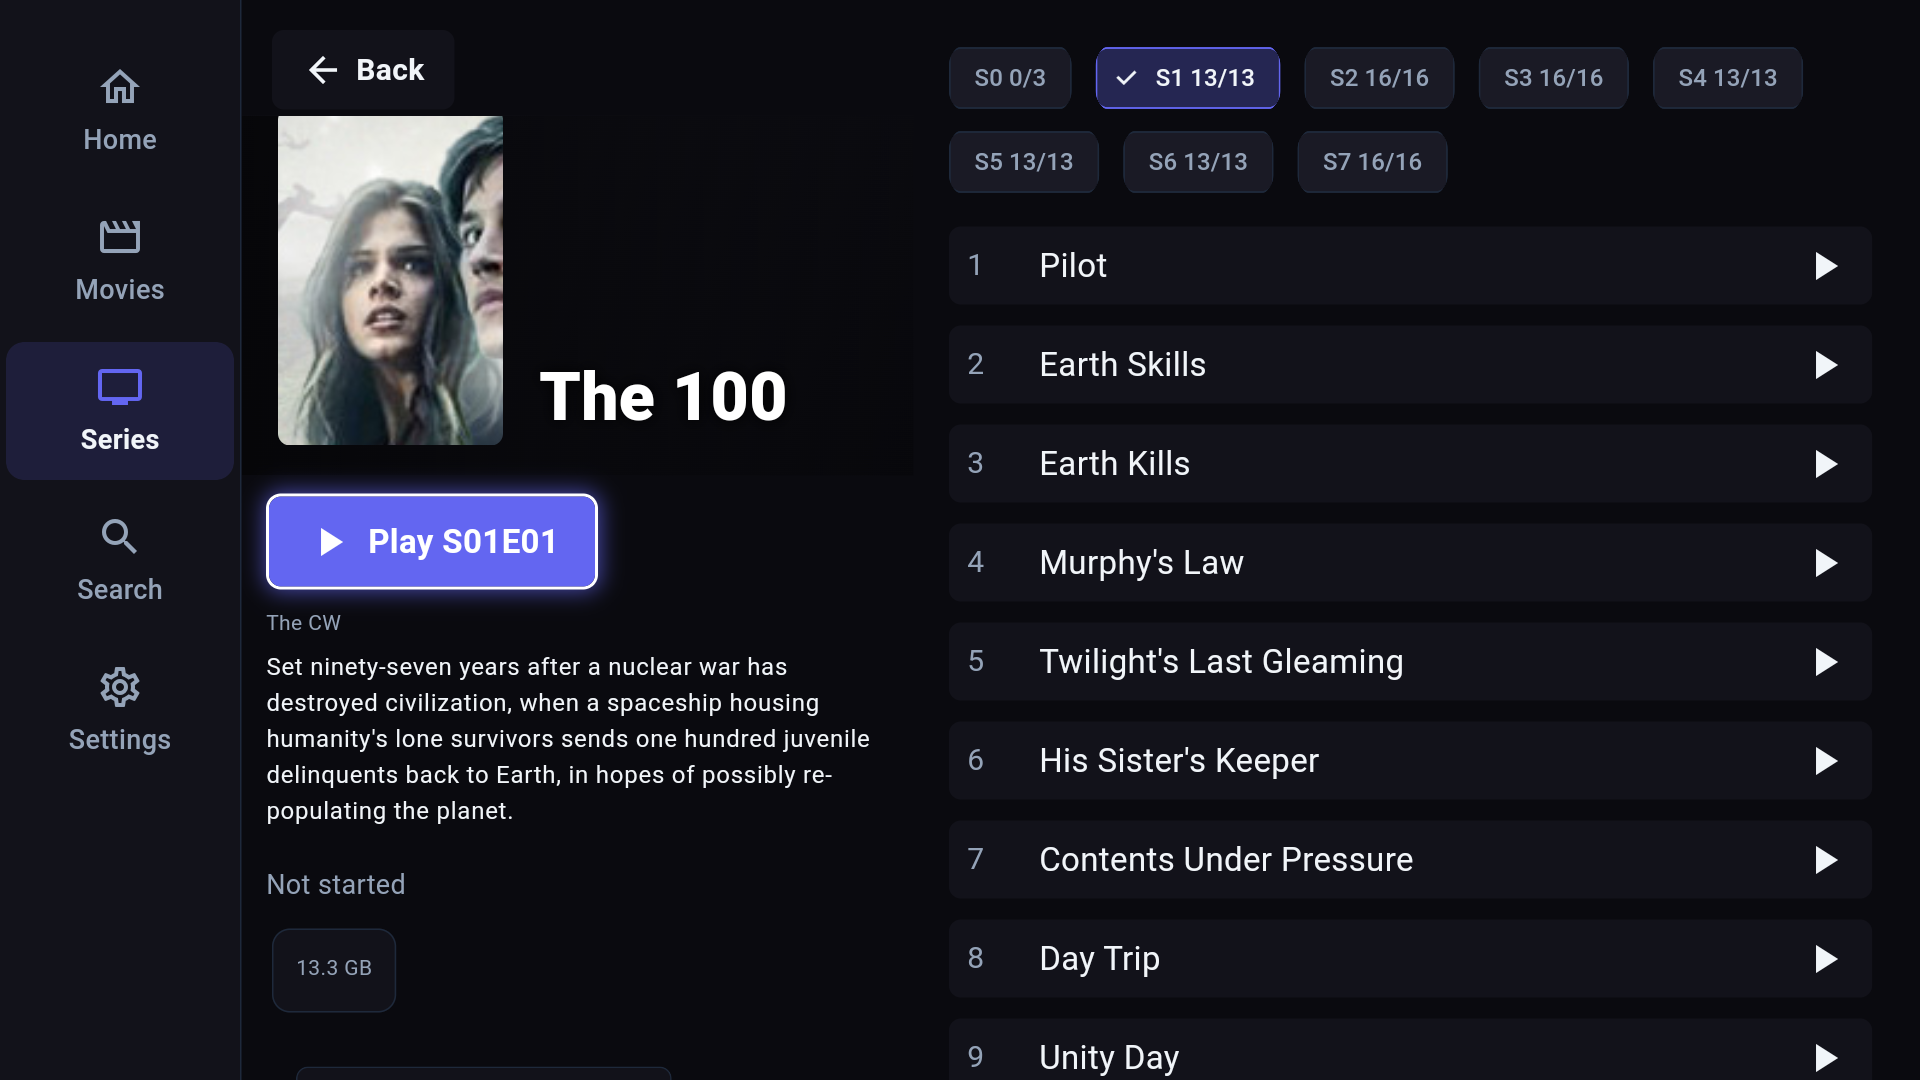 Home
Movies
Series
Search
Settings
Back
The 100
Play S01E01
The CW
Set ninety-seven years after a nuclear war has
destroyed civilization, when a spaceship housing
humanity's lone survivors sends one hundred juvenile
delinquents back to Earth, in hopes of possibly re-
populating the planet.
Not started
13.3 GB
S0 0/3
S1 13/13
S2 16/16
S3 16/16
S4 13/13
S5 13/13
S6 13/13
S7 16/16
1 Pilot
2 Earth Skills
3 Earth Kills
4 Murphy's Law
5 Twilight's Last Gleaming
6 His Sister's Keeper
7 Contents Under Pressure
8 Day Trip
9 Unity Day